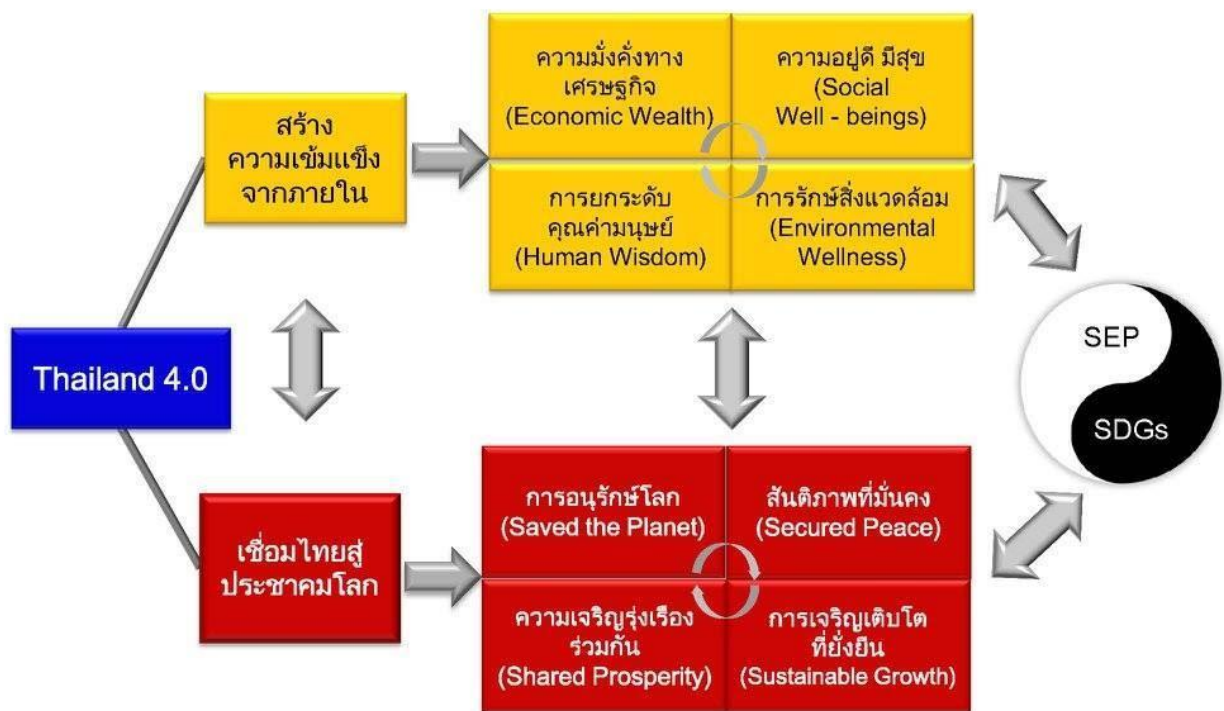 Thailand 4.0
สร้าง
ความเข้มแข็ง
จากภายใน
ความมั่งคั่งทาง
เศรษฐกิจ
(Economic Wealth)
ความอยู่ดี มีสุข
(Social
Well - beings)
การยกระดับ
คุณค่ามนุษย์
(Human Wisdom)
การรักษ์สิ่งแวดล้อม
(Environmental
Wellness)
เชื่อมไทยสู่
ประชาคมโลก
การอนุรักษ์โลก
(Saved the Planet)
สันติภาพที่มั่นคง
(Secured Peace)
ความเจริญรุ่งเรือง
ร่วมกัน
(Shared Prosperity)
การเจริญเติบโต
ที่ยั่งยืน
(Sustainable Growth)
SEP
SDGs